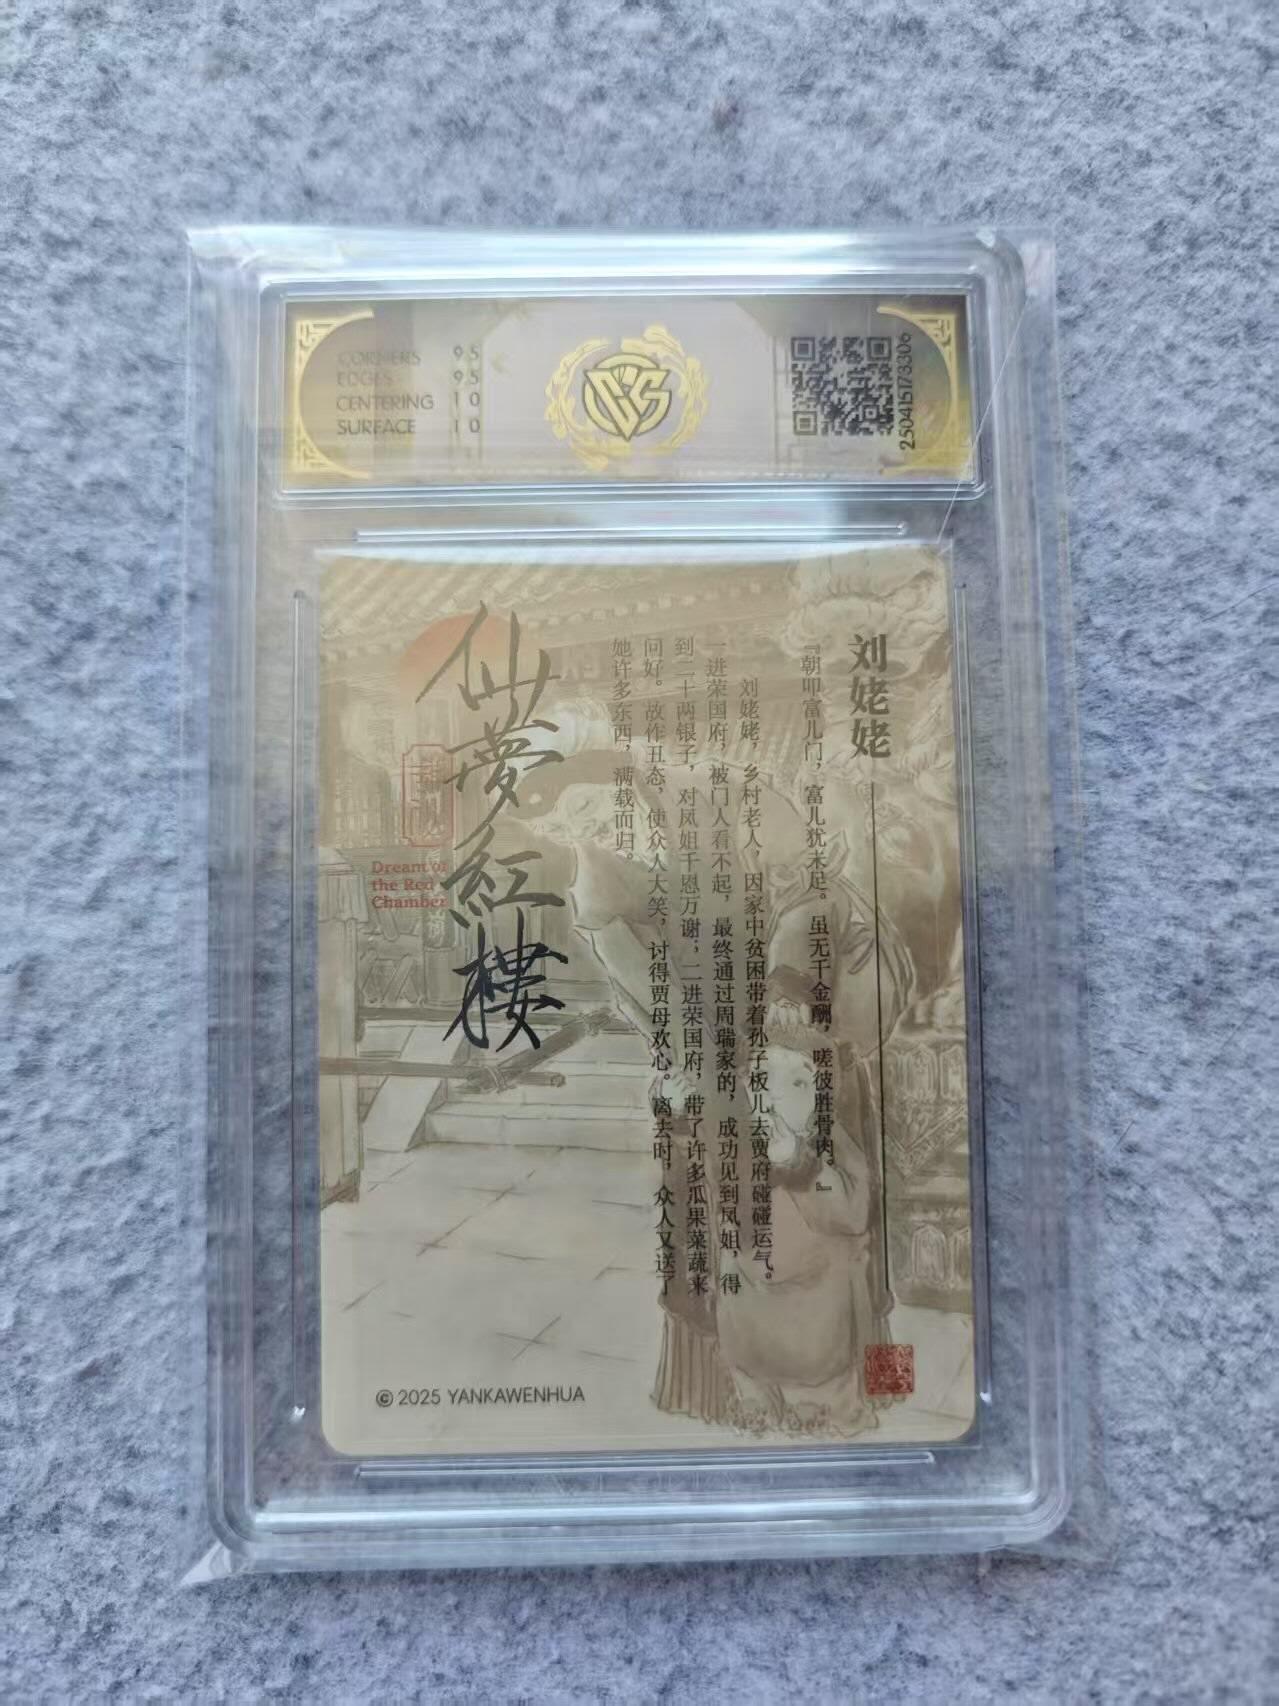 CORNERS 9.5
EDGES 9.5
CENTERING 10
SURFACE 10
CCS
250415173306
刘姥姥
『朝叩富儿门，富儿犹未足。虽无千金酬，嗟彼胜骨肉。』
刘姥姥，乡村老人，因家中贫困带着孙子板儿去贾府碰碰运气。
一进荣国府，被门人看不起，最终通过周瑞家的，成功见到凤姐，得
到二十两银子，对凤姐千恩万谢；二进荣国府，带了许多瓜果菜蔬来
问好。故作丑态，使众人大笑，讨得贾母欢心。离去时，众人又送了
她许多东西，满载而归。
仙夢紅樓
Dream of
the Red
Chamber
© 2025 YANKAWENHUA